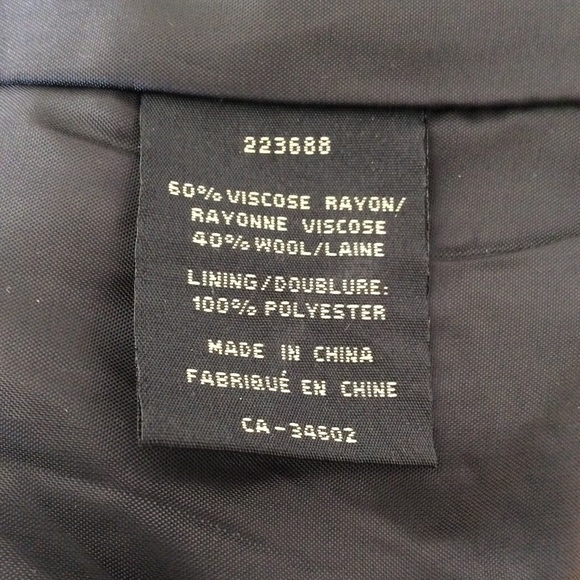 223688
60% VISCOSE RAYON/
RAYONNE VISCOSE
40% WOOL/LAINE
LINING/DOUBLURE:
100% POLYESTER
MADE IN CHINA
FABRIQUÉ EN CHINE
CA-34602